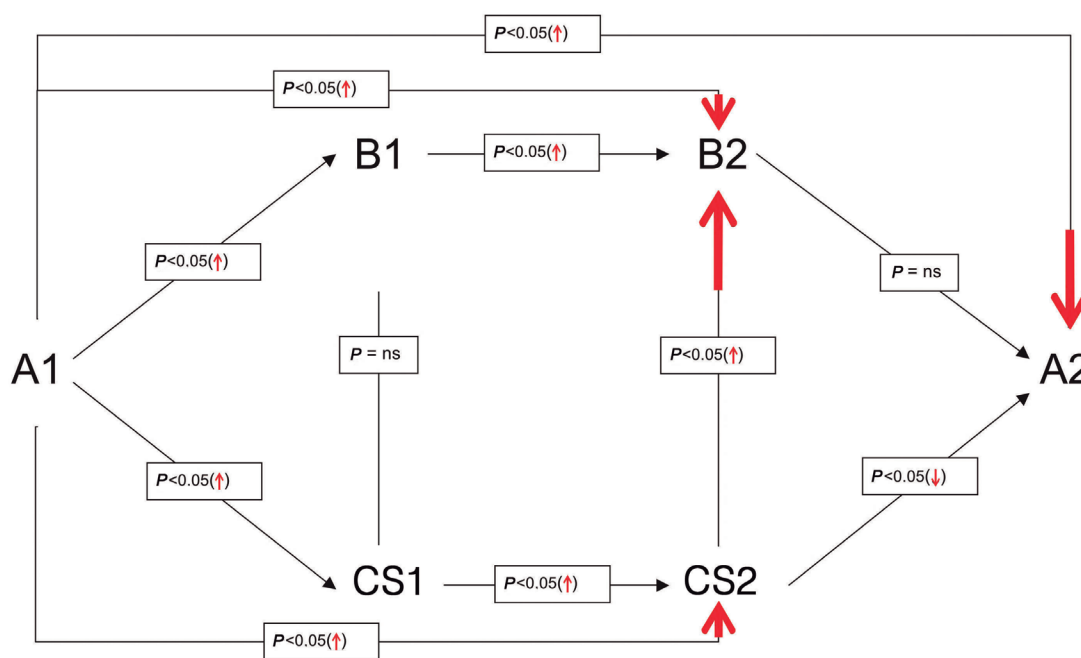 P<0.05(↑)
P<0.05(↑)
B1
P<0.05(↑)
B2
P<0.05(↑)
P = ns
P = ns
P<0.05(↑)
A1
A2
P<0.05(↑)
P<0.05(↓)
CS1
P<0.05(↑)
CS2
P<0.05(↑)